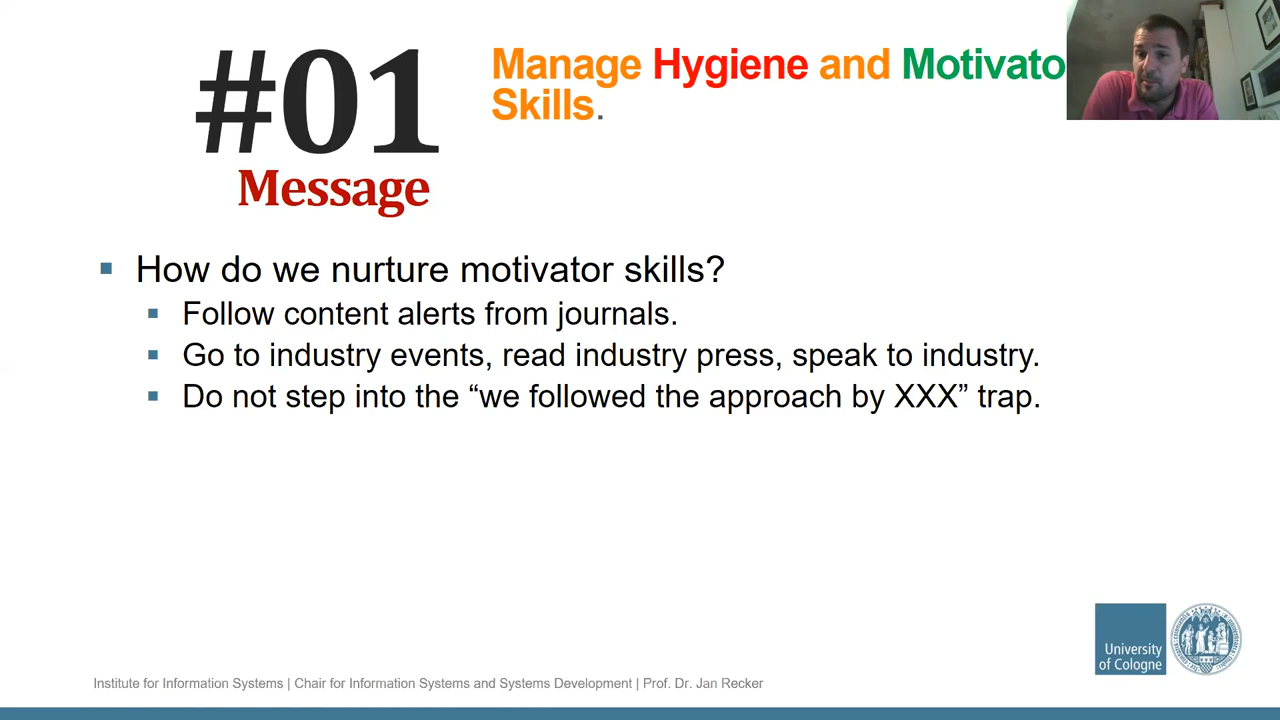 #01
Message
Manage Hygiene and Motivato
Skills.
How do we nurture motivator skills?
Follow content alerts from journals.
Go to industry events, read industry press, speak to industry.
Do not step into the “we followed the approach by XXX” trap.
University
of Cologne
Institute for Information Systems | Chair for Information Systems and Systems Development | Prof. Dr. Jan Recker